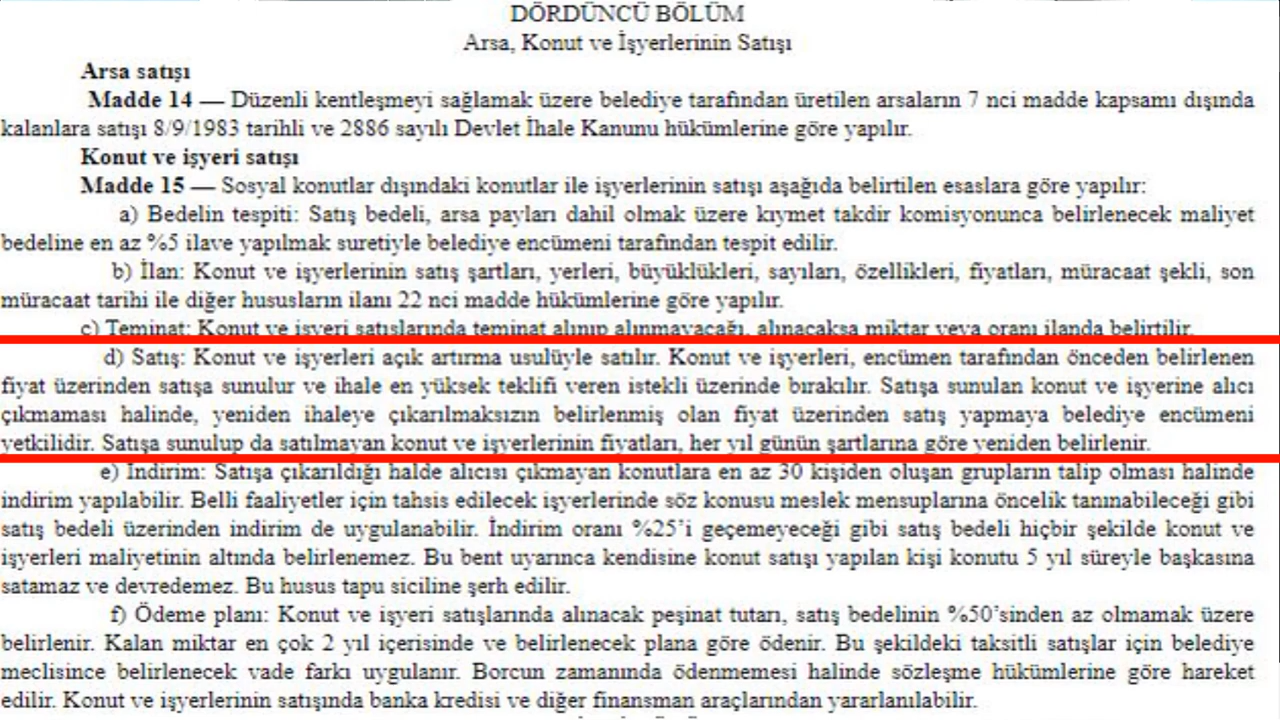 DÖRDÜNCÜ BÖLÜM
Arsa, Konut ve İşyerlerinin Satışı
Arsa satışı
Madde 14 — Düzenli kentleşmeyi sağlamak üzere belediye tarafından üretilen arsaların 7 nci madde kapsamı dışında
kalanlara satışı 8/9/1983 tarihli ve 2886 sayılı Devlet İhale Kanunu hükümlerine göre yapılır.
Konut ve işyeri satışı
Madde 15 — Sosyal konutlar dışındaki konutlar ile işyerlerinin satışı aşağıda belirtilen esaslara göre yapılır:
a) Bedelin tespiti: Satış bedeli, arsa payları dahil olmak üzere kıymet takdir komisyonunca belirlenecek maliyet
bedeline en az %5 ilave yapılmak suretiyle belediye encümeni tarafından tespit edilir.
b) İlan: Konut ve işyerlerinin satış şartları, yerleri, büyüklükleri, sayıları, özellikleri, fiyatları, müracaat şekli, son
müracaat tarihi ile diğer hususların ilanı 22 nci madde hükümlerine göre yapılır.
c) Teminat: Konut ve işyeri satışlarında teminat alınıp alınmayacağı, alınacaksa miktar veya oranı ilanda belirtilir.
d) Satış: Konut ve işyerleri açık artırma usulüyle satılır. Konut ve işyerleri, encümen tarafından önceden belirlenen
fiyat üzerinden satışa sunulur ve ihale en yüksek teklifi veren istekli üzerinde bırakılır. Satışa sunulan konut ve işyerine alıcı
çıkmaması halinde, yeniden ihaleye çıkarılmaksızın belirlenmiş olan fiyat üzerinden satış yapmaya belediye encümeni
yetkilidir. Satışa sunulup da satılmayan konut ve işyerlerinin fiyatları, her yıl günün şartlarına göre yeniden belirlenir.
e) İndirim: Satışa çıkarıldığı halde alıcısı çıkmayan konutlara en az 30 kişiden oluşan grupların talip olması halinde
indirim yapılabilir. Belli faaliyetler için tahsis edilecek işyerlerinde söz konusu meslek mensuplarına öncelik tanınabileceği gibi
satış bedeli üzerinden indirim de uygulanabilir. İndirim oranı %25'i geçemeyeceği gibi satış bedeli hiçbir şekilde konut ve
işyerleri maliyetinin altında belirlenemez. Bu bent uyarınca kendisine konut satışı yapılan kişi konutu 5 yıl süreyle başkasına
satamaz ve devredemez. Bu husus tapu siciline şerh edilir.
f) Ödeme planı: Konut ve işyeri satışlarında alınacak peşinat tutarı, satış bedelinin %50'sinden az olmamak üzere
belirlenir. Kalan miktar en çok 2 yıl içerisinde ve belirlenecek plana göre ödenir. Bu şekildeki taksitli satışlar için belediye
meclisince belirlenecek vade farkı uygulanır. Borcun zamanında ödenmemesi halinde sözleşme hükümlerine göre hareket
edilir. Konut ve işyerlerinin satışında banka kredisi ve diğer finansman araçlarından yararlanılabilir.